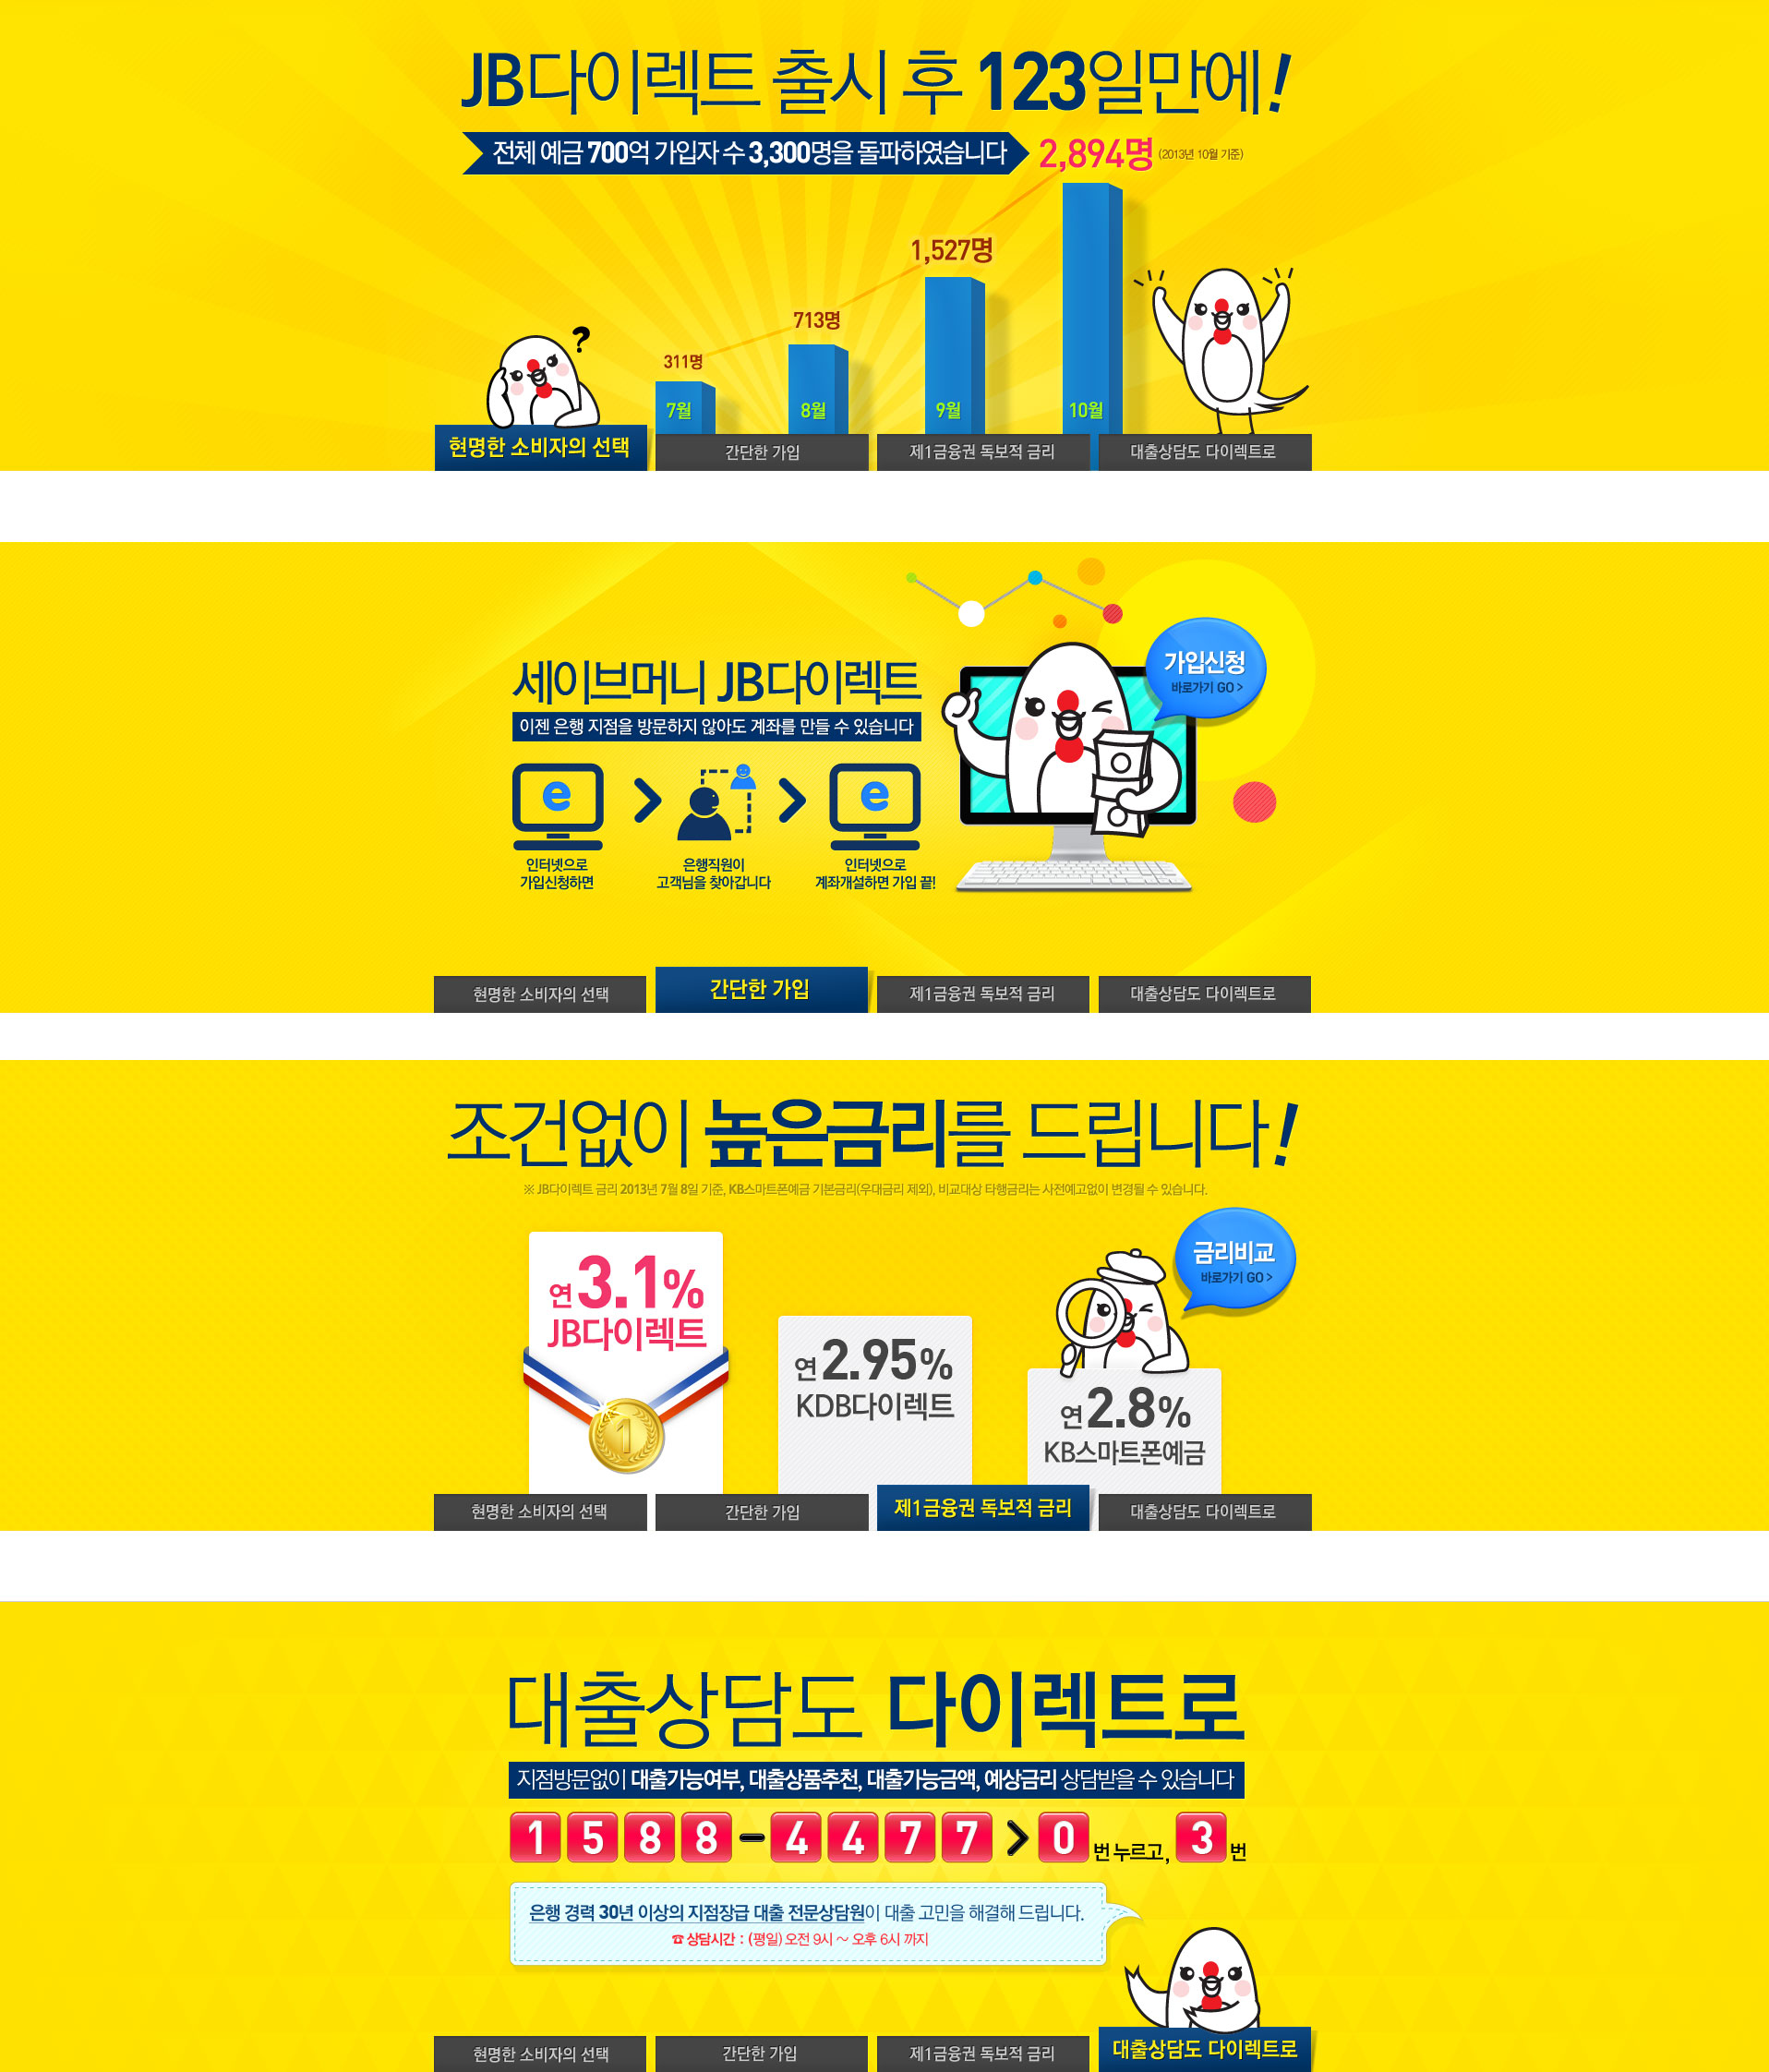 JB다이렉트 출시 후 123일만에!
전체 예금 700억 가입자 수 3,300명을 돌파하였습니다
2,894명 (2013년 10월 기준)
1,527명
713명
311명
?
7월
8월
9월
10월
현명한 소비자의 선택
간단한 가입
제1금융권 독보적 금리
대출상담도 다이렉트로
세이브머니 JB다이렉트
이젠 은행 지점을 방문하지 않아도 계좌를 만들 수 있습니다
가입신청
바로가기 GO >
e
e
인터넷으로
가입신청하면
은행직원이
고객님을 찾아갑니다
인터넷으로
계좌개설하면 가입 끝!
현명한 소비자의 선택
간단한 가입
제1금융권 독보적 금리
대출상담도 다이렉트로
조건없이 높은금리를 드립니다!
※ JB다이렉트 금리 2013년 7월 8일 기준, KB스마트폰예금 기본금리(우대금리 제외), 비교대상 타행금리는 사전예고없이 변경될 수 있습니다.
연 3.1%
JB다이렉트
1
연 2.95%
KDB다이렉트
금리비교
바로가기 GO >
연 2.8%
KB스마트폰예금
현명한 소비자의 선택
간단한 가입
제1금융권 독보적 금리
대출상담도 다이렉트로
대출상담도 다이렉트로
지점방문없이 대출가능여부, 대출상품추천, 대출가능금액, 예상금리 상담받을 수 있습니다
1588-4477 > 0번 누르고, 3번
은행 경력 30년 이상의 지점장급 대출 전문상담원이 대출 고민을 해결해 드립니다.
☎ 상담시간 : (평일) 오전 9시 ~ 오후 6시 까지
현명한 소비자의 선택
간단한 가입
제1금융권 독보적 금리
대출상담도 다이렉트로